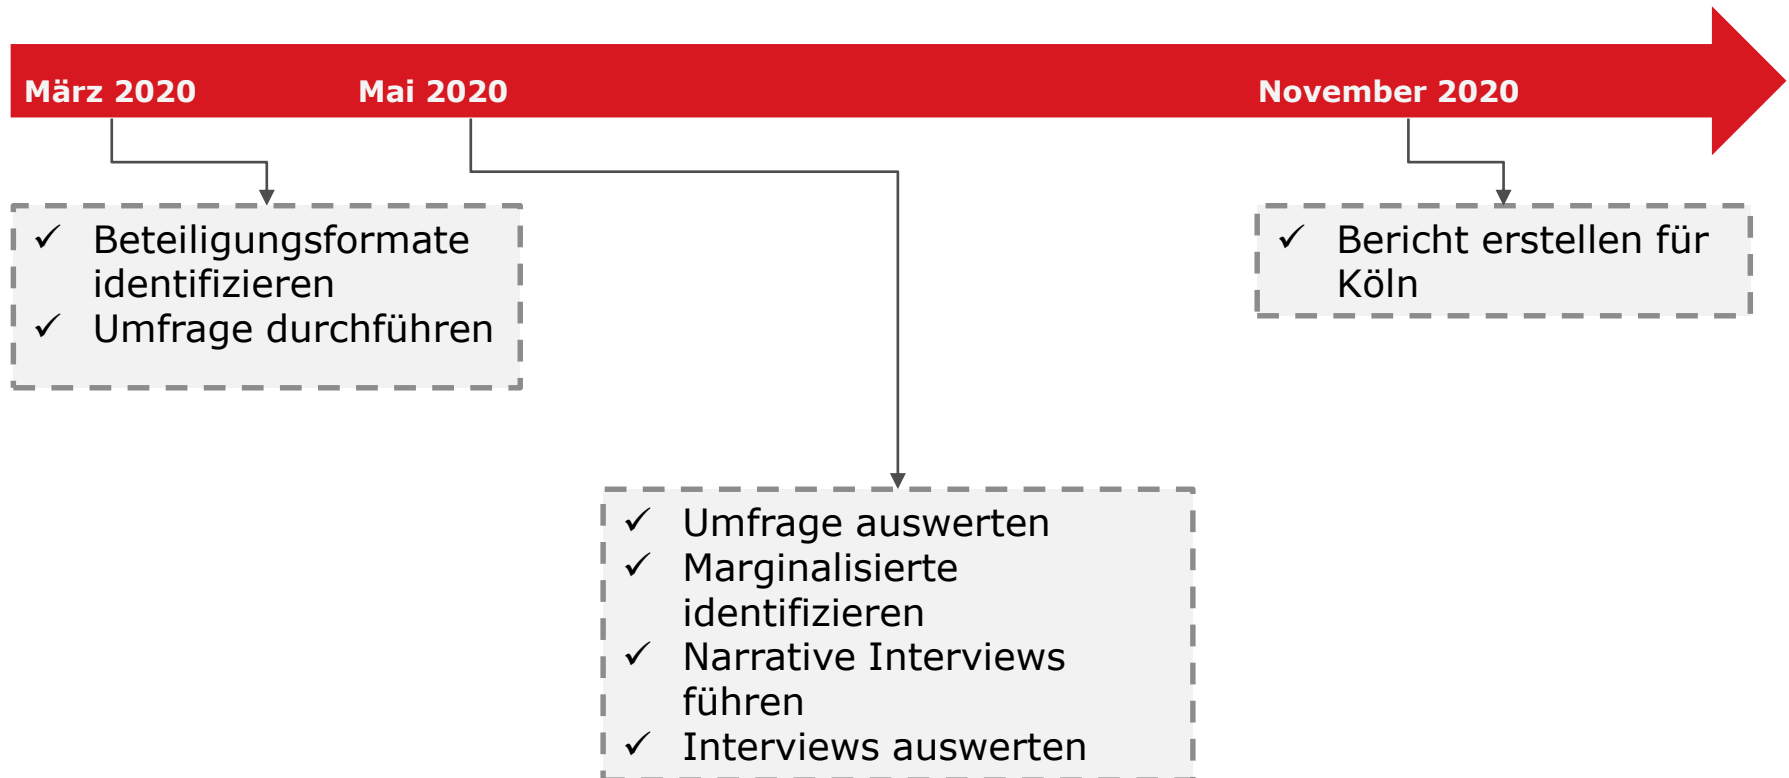 März 2020
Mai 2020
November 2020
✓ Beteiligungsformate
identifizieren
✓ Umfrage durchführen
✓ Bericht erstellen für
Köln
✓ Umfrage auswerten
✓ Marginalisierte
identifizieren
✓ Narrative Interviews
führen
✓ Interviews auswerten